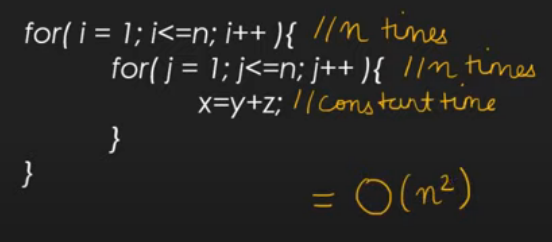 for( i = 1; i<=n; i++ ){ //n times
for( j = 1; j<=n; j++ ){ //n times
x=y+z; //constant time
}
}
= O(n²)